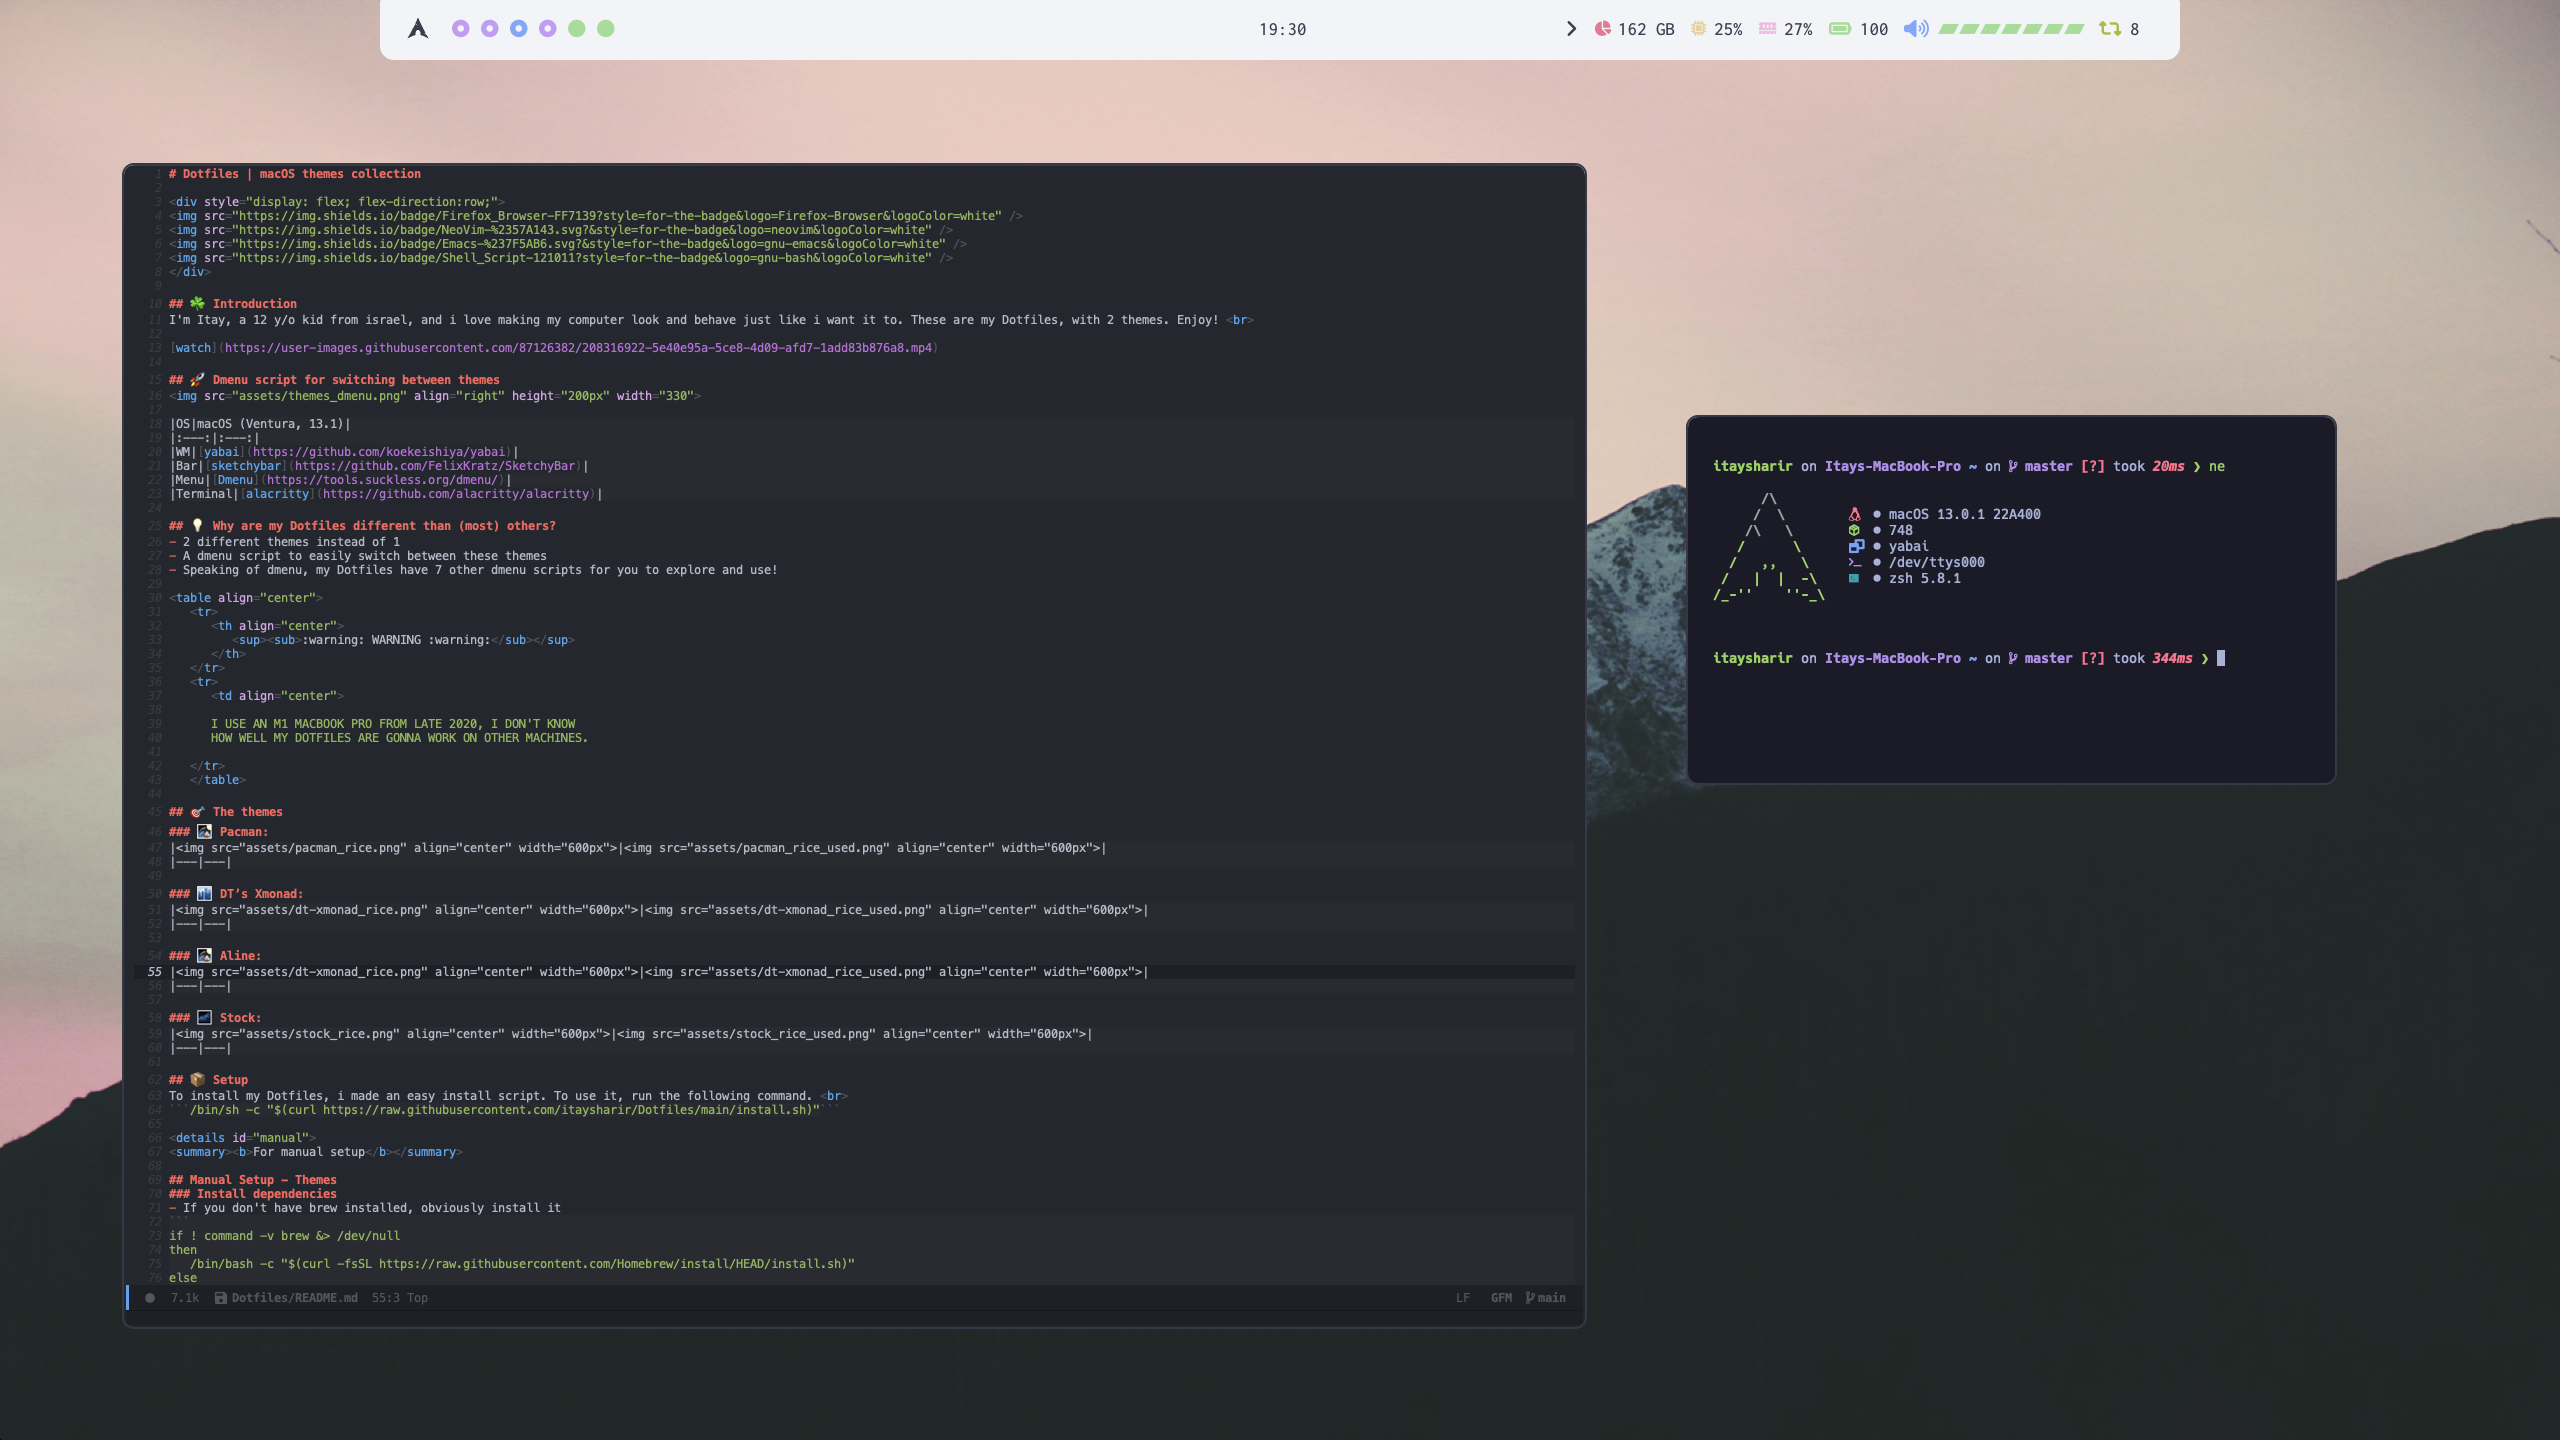 19:30
162 GB 25% 27% 100 8
1 # Dotfiles | macOS themes collection
2
3 <div style="display: flex; flex-direction:row;">
4 <img src="https://img.shields.io/badge/Firefox_Browser-FF7139?style=for-the-badge&logo=Firefox-Browser&logoColor=white" />
5 <img src="https://img.shields.io/badge/NeoVim-%2357A143.svg?&style=for-the-badge&logo=neovim&logoColor=white" />
6 <img src="https://img.shields.io/badge/Emacs-%237F5AB6.svg?&style=for-the-badge&logo=gnu-emacs&logoColor=white" />
7 <img src="https://img.shields.io/badge/Shell_Script-121011?style=for-the-badge&logo=gnu-bash&logoColor=white" />
8 </div>
9
10 ## ☘️ Introduction
11 I'm Itay, a 12 y/o kid from israel, and i love making my computer look and behave just like i want it to. These are my Dotfiles, with 2 themes. Enjoy! <br>
12
13 [watch](https://user-images.githubusercontent.com/87126382/208316922-5e40e95a-5ce8-4d09-afd7-1add83b876a8.mp4)
14
15 ## 🚀 Dmenu script for switching between themes
16 <img src="assets/themes_dmenu.png" align="right" height="200px" width="330">
17
18 |OS|macOS (Ventura, 13.1)|
19 |:---:|:---:|
20 |WM|[yabai](https://github.com/koekeishiya/yabai)|
21 |Bar|[sketchybar](https://github.com/FelixKratz/SketchyBar)|
22 |Menu|[Dmenu](https://tools.suckless.org/dmenu/)|
23 |Terminal|[alacritty](https://github.com/alacritty/alacritty)|
24
25 ## 💡 Why are my Dotfiles different than (most) others?
26 - 2 different themes instead of 1
27 - A dmenu script to easily switch between these themes
28 - Speaking of dmenu, my Dotfiles have 7 other dmenu scripts for you to explore and use!
29
30 <table align="center">
31 <tr>
32 <th align="center">
33 <sup><sub>:warning: WARNING :warning:</sub></sup>
34 </th>
35 </tr>
36 <tr>
37 <td align="center">
38
39 I USE AN M1 MACBOOK PRO FROM LATE 2020, I DON'T KNOW
40 HOW WELL MY DOTFILES ARE GONNA WORK ON OTHER MACHINES.
41
42 </tr>
43 </table>
44
45 ## 🎯 The themes
46 ### Pacman:
47 |<img src="assets/pacman_rice.png" align="center" width="600px">|<img src="assets/pacman_rice_used.png" align="center" width="600px">|
48 |---|---|
49
50 ### DT’s Xmonad:
51 |<img src="assets/dt-xmonad_rice.png" align="center" width="600px">|<img src="assets/dt-xmonad_rice_used.png" align="center" width="600px">|
52 |---|---|
53
54 ### Aline:
55 |<img src="assets/dt-xmonad_rice.png" align="center" width="600px">|<img src="assets/dt-xmonad_rice_used.png" align="center" width="600px">|
56 |---|---|
57
58 ### Stock:
59 |<img src="assets/stock_rice.png" align="center" width="600px">|<img src="assets/stock_rice_used.png" align="center" width="600px">|
60 |---|---|
61
62 ## 📦 Setup
63 To install my Dotfiles, i made an easy install script. To use it, run the following command. <br>
64 ```/bin/sh -c "$(curl https://raw.githubusercontent.com/itaysharir/Dotfiles/main/install.sh)"```
65
66 <details id="manual">
67 <summary><b>For manual setup</b></summary>
68
69 ## Manual Setup - Themes
70 ### Install dependencies
71 - If you don't have brew installed, obviously install it
72 ```
73 if ! command -v brew &> /dev/null
74 then
75 /bin/bash -c "$(curl -fsSL https://raw.githubusercontent.com/Homebrew/install/HEAD/install.sh)"
76 else
7.1k Dotfiles/README.md 55:3 Top LF GFM main
itaysharir on Itays-MacBook-Pro ~ on master [?] took 20ms ❯ ne
macOS 13.0.1 22A400
748
yabai
/dev/ttys000
zsh 5.8.1
itaysharir on Itays-MacBook-Pro ~ on master [?] took 344ms ❯